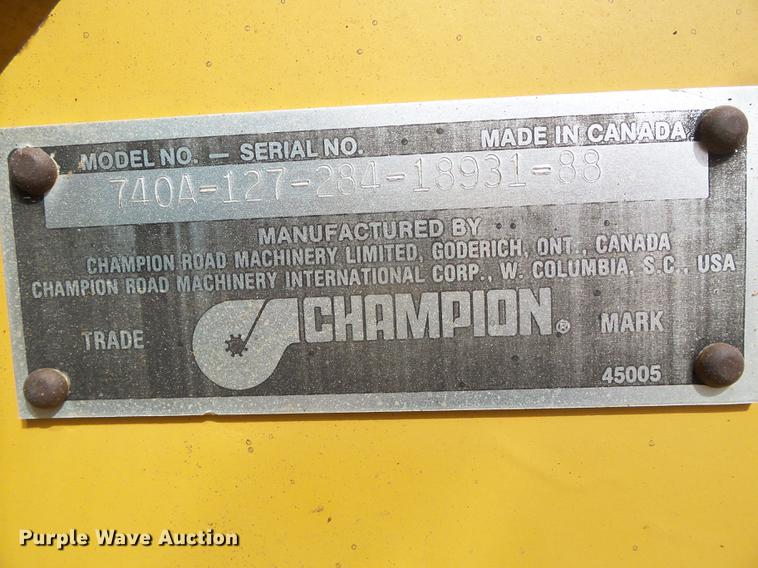 MODEL NO. — SERIAL NO. MADE IN CANADA
740A-127-284-18931-88
MANUFACTURED BY
CHAMPION ROAD MACHINERY LIMITED, GODERICH, ONT., CANADA
CHAMPION ROAD MACHINERY INTERNATIONAL CORP., W. COLUMBIA, S.C., USA
TRADE CHAMPION® MARK
45005
Purple Wave Auction